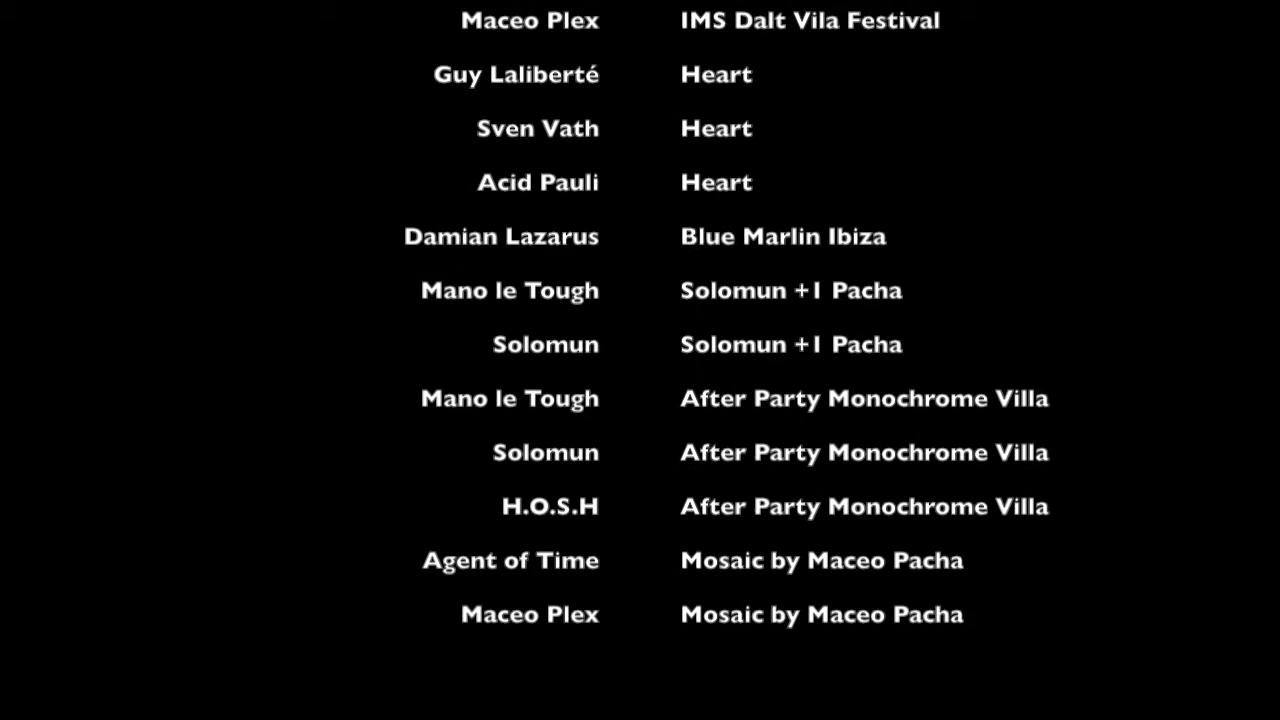 Maceo Plex IMS Dalt Vila Festival
Guy Laliberté Heart
Sven Vath Heart
Acid Pauli Heart
Damian Lazarus Blue Marlin Ibiza
Mano le Tough Solomun +1 Pacha
Solomun Solomun +1 Pacha
Mano le Tough After Party Monochrome Villa
Solomun After Party Monochrome Villa
H.O.S.H After Party Monochrome Villa
Agent of Time Mosaic by Maceo Pacha
Maceo Plex Mosaic by Maceo Pacha